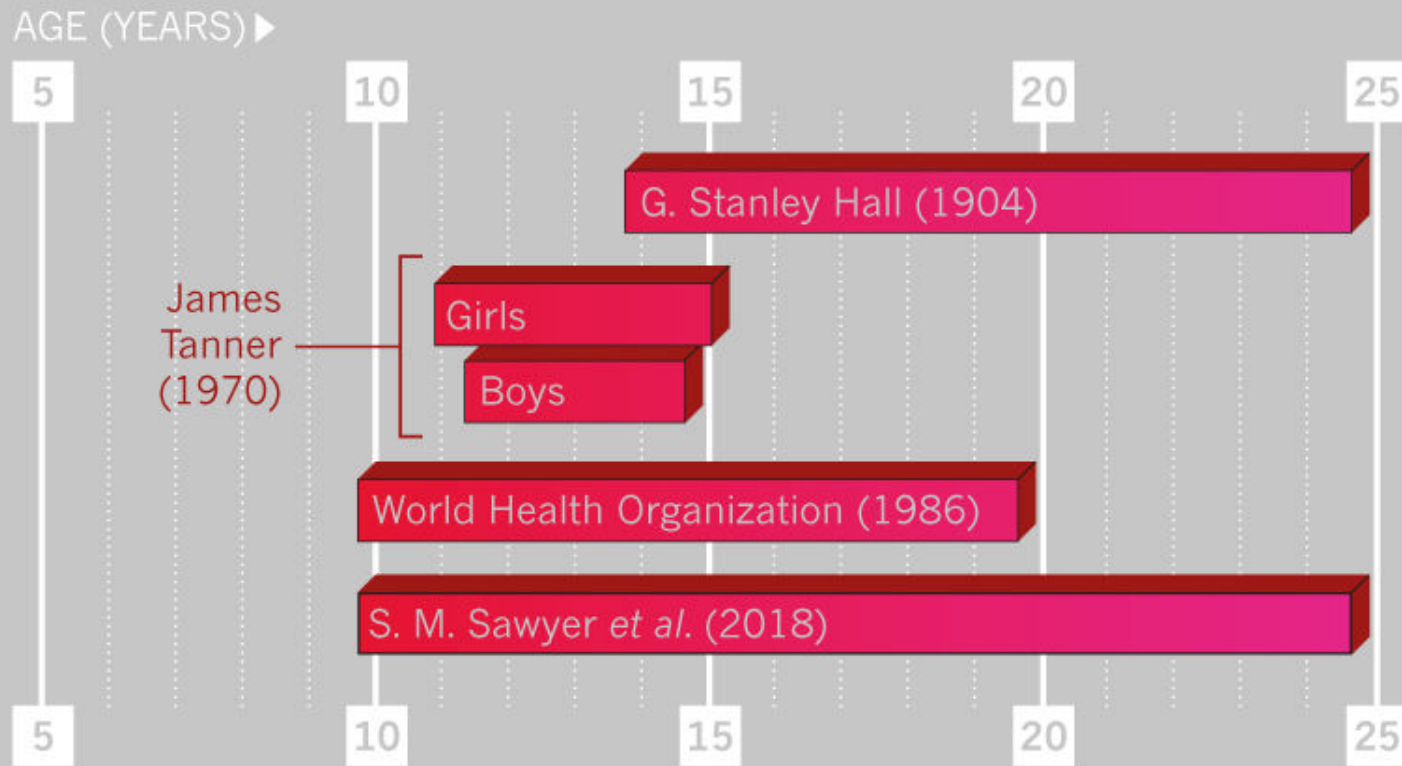 AGE (YEARS) ▶
5 10 15 20 25
G. Stanley Hall (1904)
James
Tanner
(1970)
Girls
Boys
World Health Organization (1986)
S. M. Sawyer et al. (2018)
5 10 15 20 25